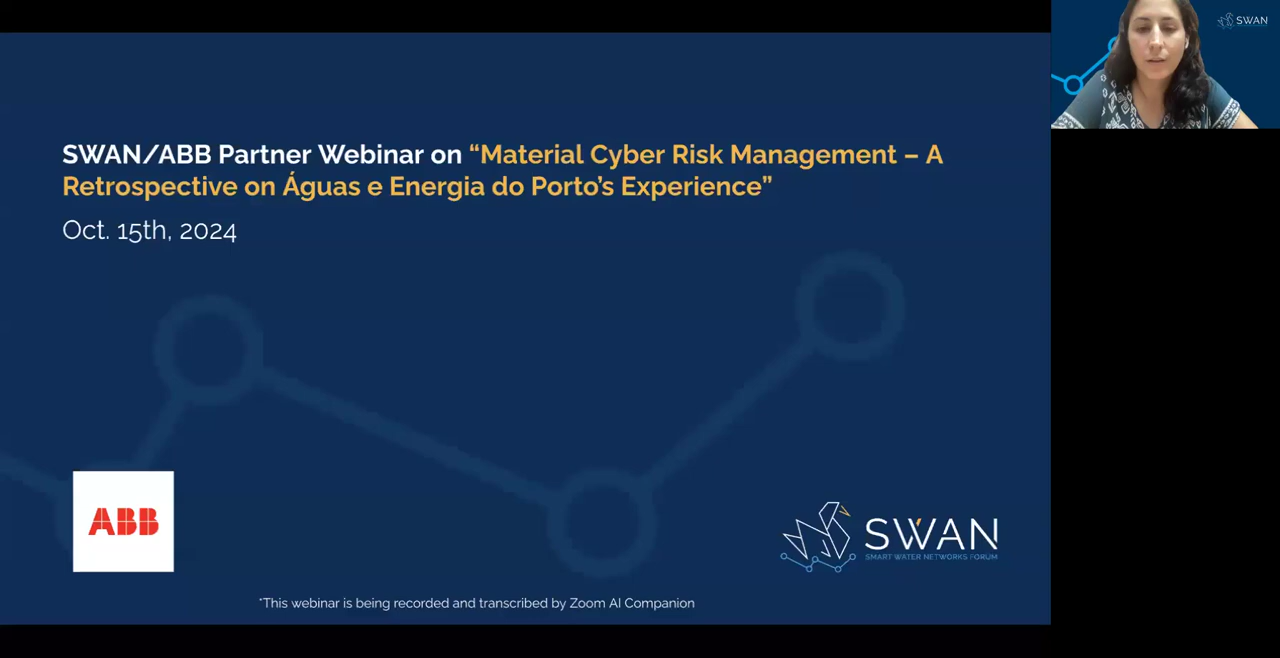 SWAN
SWAN/ABB Partner Webinar on “Material Cyber Risk Management – A
Retrospective on Águas e Energia do Porto’s Experience”
Oct. 15th, 2024
ABB
SWAN
SMART WATER NETWORKS FORUM
*This webinar is being recorded and transcribed by Zoom AI Companion